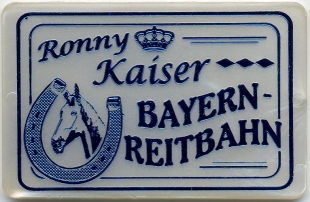 Ronny
Kaiser
BAYERN-
REITBAHN